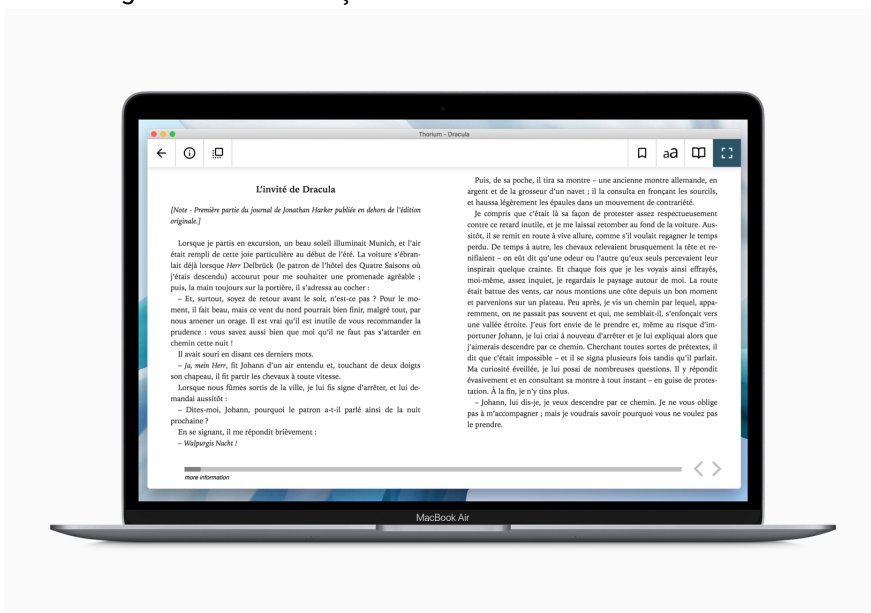 Thorium – Dracula
aa
L'invité de Dracula
[Note - Première partie du journal de Jonathan Harker publiée en dehors de l'édition
originale.]
Lorsque je partis en excursion, un beau soleil illuminait Munich, et l'air
était rempli de cette joie particulière au début de l'été. La voiture s'ébran-
lait déjà lorsque Herr Delbrück (le patron de l'hôtel des Quatre Saisons où
j'étais descendu) accourut pour me souhaiter une promenade agréable ;
puis, la main toujours sur la portière, il s'adressa au cocher :
– Et, surtout, soyez de retour avant le soir, n'est-ce pas ? Pour le mo-
ment, il fait beau, mais ce vent du nord pourrait bien finir, malgré tout, par
nous amener un orage. Il est vrai qu'il est inutile de vous recommander la
prudence : vous savez aussi bien que moi qu'il ne faut pas s'attarder en
chemin cette nuit !
Il avait souri en disant ces derniers mots.
– Ja, mein Herr, fit Johann d'un air entendu et, touchant de deux doigts
son chapeau, il fit partir les chevaux à toute vitesse.
Lorsque nous fûmes sortis de la ville, je lui fis signe d'arrêter, et lui de-
mandai aussitôt :
– Dites-moi, Johann, pourquoi le patron a-t-il parlé ainsi de la nuit
prochaine ?
En se signant, il me répondit brièvement :
– Walpurgis Nacht !
Puis, de sa poche, il tira sa montre – une ancienne montre allemande, en
argent et de la grosseur d'un navet ; il la consulta en fronçant les sourcils,
et haussa légèrement les épaules dans un mouvement de contrariété.
Je compris que c'était là sa façon de protester assez respectueusement
contre ce retard inutile, et je me laissai retomber au fond de la voiture. Aus-
sitôt, il se remit en route à vive allure, comme s'il voulait regagner le temps
perdu. De temps à autre, les chevaux relevaient brusquement la tête et re-
niflaient – on eût dit qu'une odeur ou l'autre qu'eux seuls percevaient leur
inspirait quelque crainte. Et chaque fois que je les voyais ainsi effrayés,
moi-même, assez inquiet, je regardais le paysage autour de moi. La route
était battue des vents, car nous montions une côte depuis un bon moment
et parvenions sur un plateau. Peu après, je vis un chemin par lequel, appa-
remment, on ne passait pas souvent et qui, me semblait-il, s'enfonçait vers
une vallée étroite. J'eus fort envie de le prendre et, même au risque d'im-
portuner Johann, je lui criai à nouveau d'arrêter et je lui expliquai alors que
j'aimerais descendre par ce chemin. Cherchant toutes sortes de prétextes, il
dit que c'était impossible – et il se signa plusieurs fois tandis qu'il parlait.
Ma curiosité éveillée, je lui posai de nombreuses questions. Il y répondit
évasivement et en consultant sa montre à tout instant – en guise de protes-
tation. À la fin, je n'y tins plus.
– Johann, lui dis-je, je veux descendre par ce chemin. Je ne vous oblige
pas à m'accompagner ; mais je voudrais savoir pourquoi vous ne voulez pas
le prendre.
more information
MacBook Air